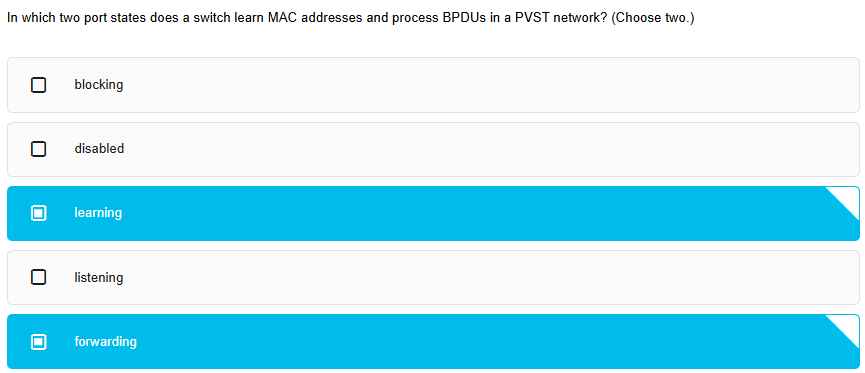 In which two port states does a switch learn MAC addresses and process BPDUs in a PVST network? (Choose two.)
blocking
disabled
learning
listening
forwarding